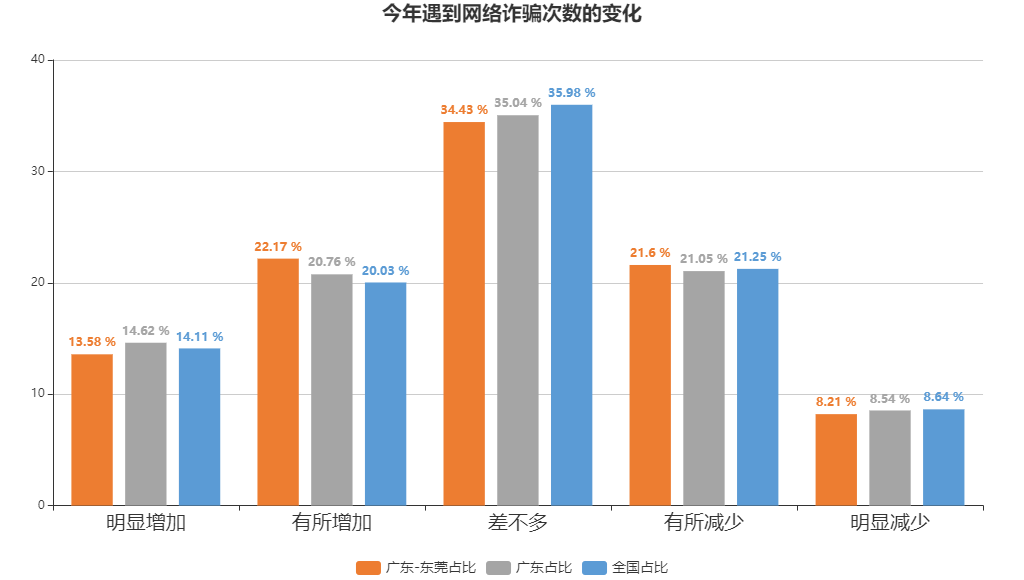 今年遇到网络诈骗次数的变化
40
30
20
10
0
13.58 % 14.62 % 14.11 %
22.17 % 20.76 % 20.03 %
34.43 % 35.04 % 35.98 %
21.6 % 21.05 % 21.25 %
8.21 % 8.54 % 8.64 %
明显增加 有所增加 差不多 有所减少 明显减少
广东-东莞占比 广东占比 全国占比